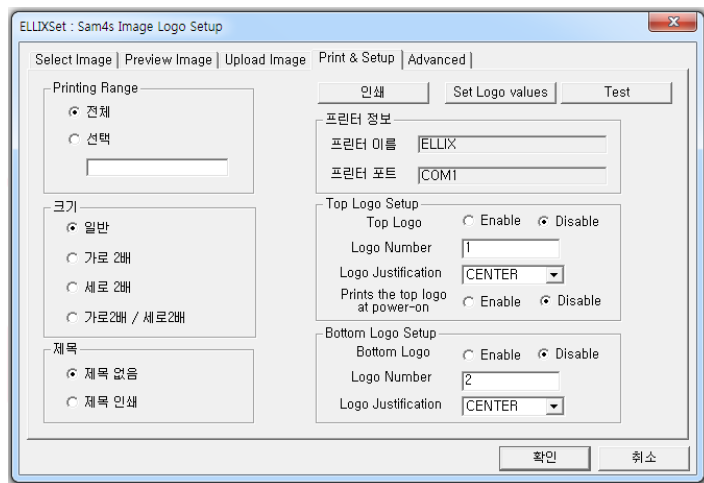 ELLIXSet : Sam4s Image Logo Setup
Select Image | Preview Image | Upload Image | Print & Setup | Advanced
Printing Range
전체
선택
크기
일반
가로 2배
세로 2배
가로2배 / 세로2배
제목
제목 없음
제목 인쇄
인쇄 Set Logo values Test
프린터 정보
프린터 이름 ELLIX
프린터 포트 COM1
Top Logo Setup
Top Logo Enable Disable
Logo Number 1
Logo Justification CENTER
Prints the top logo
at power-on Enable Disable
Bottom Logo Setup
Bottom Logo Enable Disable
Logo Number 2
Logo Justification CENTER
확인 취소